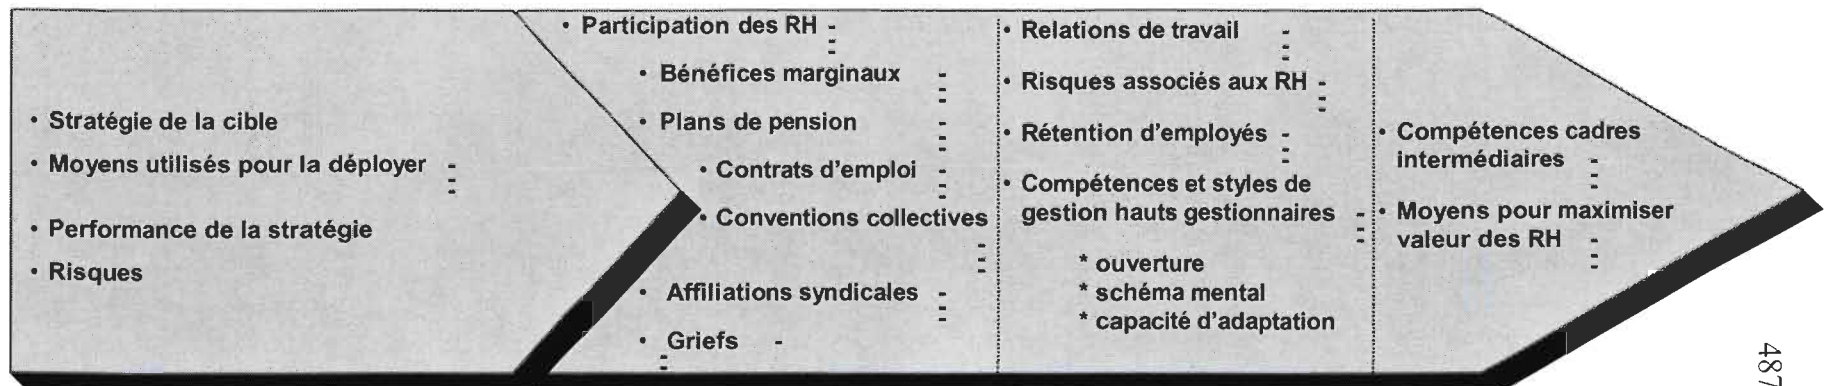 • Stratégie de la cible
• Moyens utilisés pour la déployer - - -
• Performance de la stratégie
• Risques
• Participation des RH - - -
• Bénéfices marginaux - - -
• Plans de pension - - -
• Contrats d'emploi - - -
• Conventions collectives - - -
• Affiliations syndicales - - -
• Griefs - - -
• Relations de travail - - -
• Risques associés aux RH - - -
• Rétention d'employés - - -
• Compétences et styles de
gestion hauts gestionnaires - - -
* ouverture
* schéma mental
* capacité d'adaptation
• Compétences cadres
intermédiaires - - -
• Moyens pour maximiser
valeur des RH - - -
487